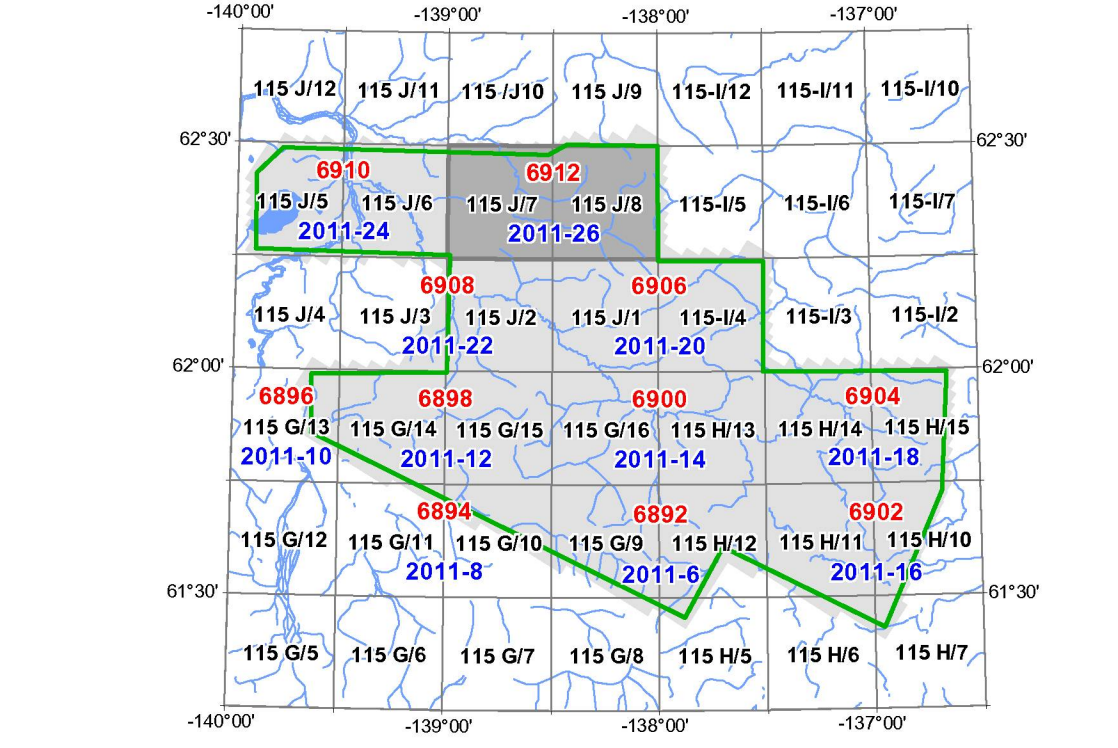 -140°00' -139°00' -138°00' -137°00'
115 J/12 115 J/11 115 /J10 115 J/9 115-I/12 115-I/11 115-I/10
62°30' 62°30'
6910 6912
115 J/5 115 J/6 115 J/7 115 J/8 115-I/5 115-I/6 115-I/7
2011-24 2011-26
6908 6906
115 J/4 115 J/3 115 J/2 115 J/1 115-I/4 115-I/3 115-I/2
2011-22 2011-20
62°00' 62°00'
6896 6898 6900 6904
115 G/13 115 G/14 115 G/15 115 G/16 115 H/13 115 H/14 115 H/15
2011-10 2011-12 2011-14 2011-18
6894 6892 6902
115 G/12 115 G/11 115 G/10 115 G/9 115 H/12 115 H/11 115 H/10
2011-8 2011-6 2011-16
61°30' 61°30'
115 G/5 115 G/6 115 G/7 115 G/8 115 H/5 115 H/6 115 H/7
-140°00' -139°00' -138°00' -137°00'